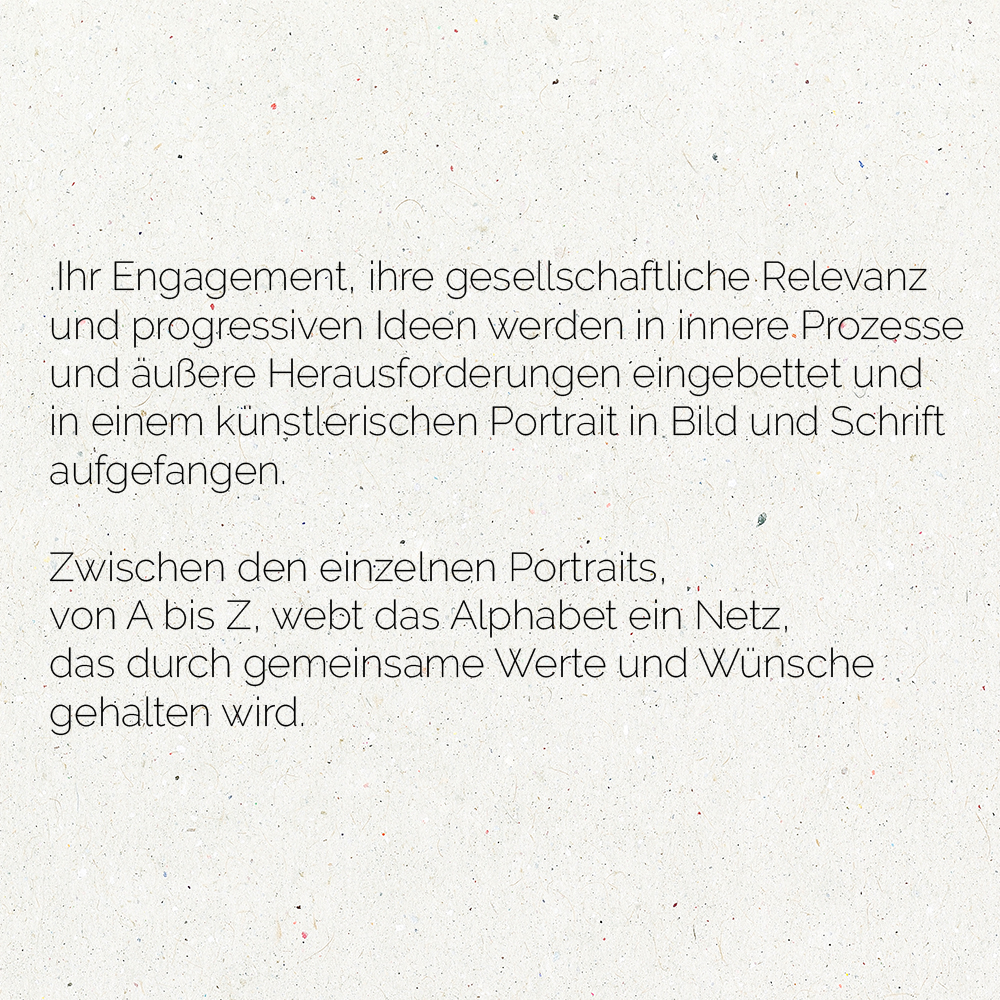 .Ihr Engagement, ihre gesellschaftliche Relevanz
und progressiven Ideen werden in innere Prozesse
und äußere Herausforderungen eingebettet und
in einem künstlerischen Portrait in Bild und Schrift
aufgefangen.
Zwischen den einzelnen Portraits,
von A bis Z, webt das Alphabet ein Netz,
das durch gemeinsame Werte und Wünsche
gehalten wird.